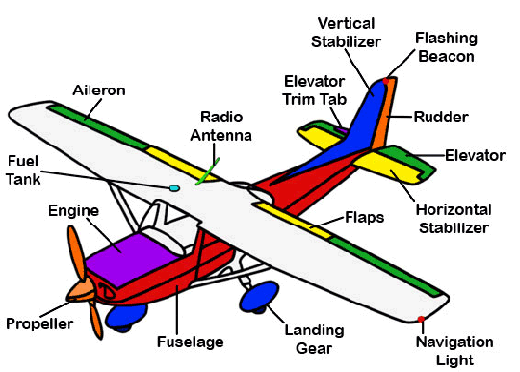 Vertical
Stabilizer
Flashing
Beacon
Elevator
Trim Tab
Aileron
Radio
Antenna
Rudder
Fuel
Tank
Elevator
Engine
Flaps
Horizontal
Stabilizer
Propeller
Fuselage
Landing
Gear
Navigation
Light